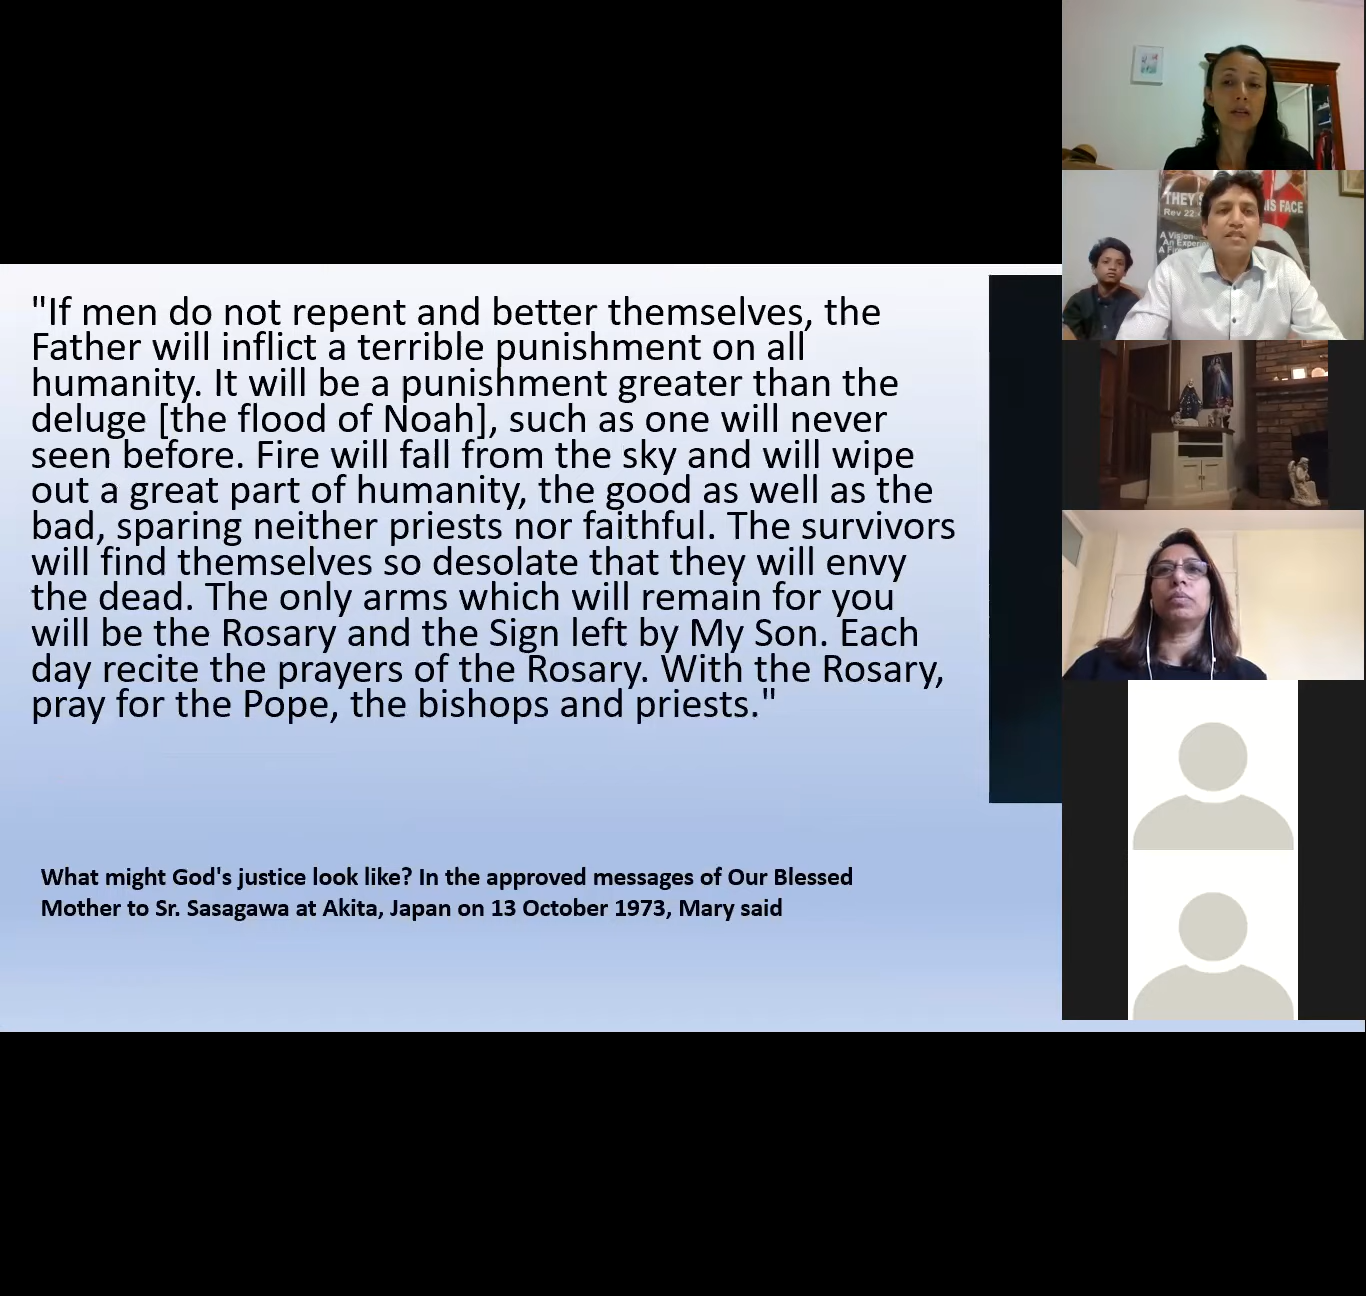 "If men do not repent and better themselves, the
Father will inflict a terrible punishment on all
humanity. It will be a punishment greater than the
deluge [the flood of Noah], such as one will never
seen before. Fire will fall from the sky and will wipe
out a great part of humanity, the good as well as the
bad, sparing neither priests nor faithful. The survivors
will find themselves so desolate that they will envy
the dead. The only arms which will remain for you
will be the Rosary and the Sign left by My Son. Each
day recite the prayers of the Rosary. With the Rosary,
pray for the Pope, the bishops and priests."
What might God's justice look like? In the approved messages of Our Blessed
Mother to Sr. Sasagawa at Akita, Japan on 13 October 1973, Mary said
THEY
FACE
Rev 22
A Vision
An
A